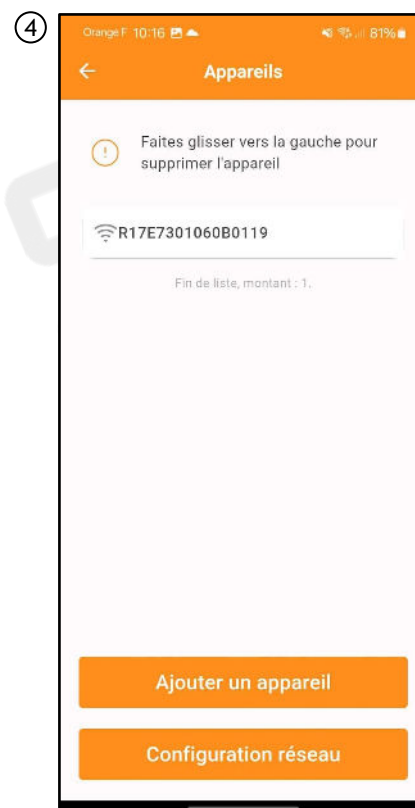 ④
Orange F 10:16 81%
Appareils
Faites glisser vers la gauche pour
supprimer l'appareil
R17E7301060B0119
Fin de liste, montant : 1.
Ajouter un appareil
Configuration réseau